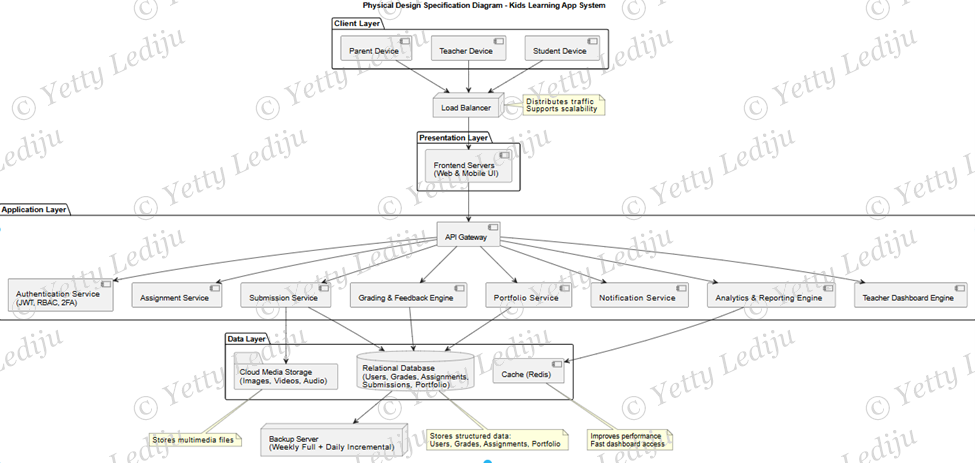 Physical Design Specification Diagram - Kids Learning App System
Client Layer
Parent Device
Teacher Device
Student Device
Load Balancer
Distributes traffic
Supports scalability
Presentation Layer
Frontend Servers
(Web & Mobile UI)
Application Layer
API Gateway
Authentication Service
(JWT, RBAC, 2FA)
Assignment Service
Submission Service
Grading & Feedback Engine
Portfolio Service
Notification Service
Analytics & Reporting Engine
Teacher Dashboard Engine
Data Layer
Cloud Media Storage
(Images, Videos, Audio)
Relational Database
(Users, Grades, Assignments,
Submissions, Portfolio)
Cache (Redis)
Stores multimedia files
Backup Server
(Weekly Full + Daily Incremental)
Stores structured data:
Users, Grades, Assignments, Portfolio
Improves performance
Fast dashboard access
© Yetty Lediju